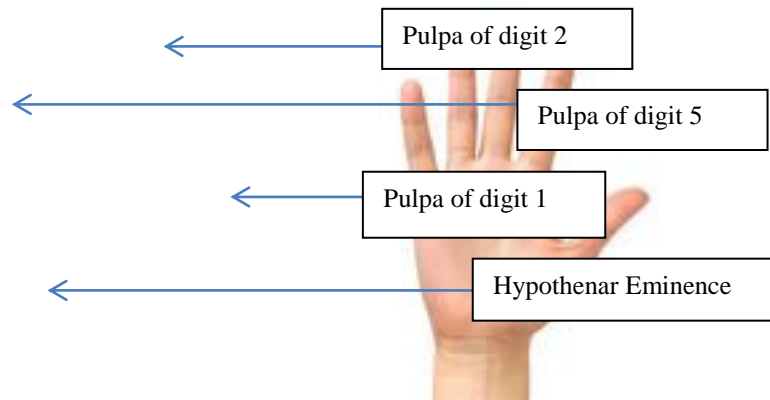 Pulpa of digit 2
Pulpa of digit 5
Pulpa of digit 1
Hypothenar Eminence